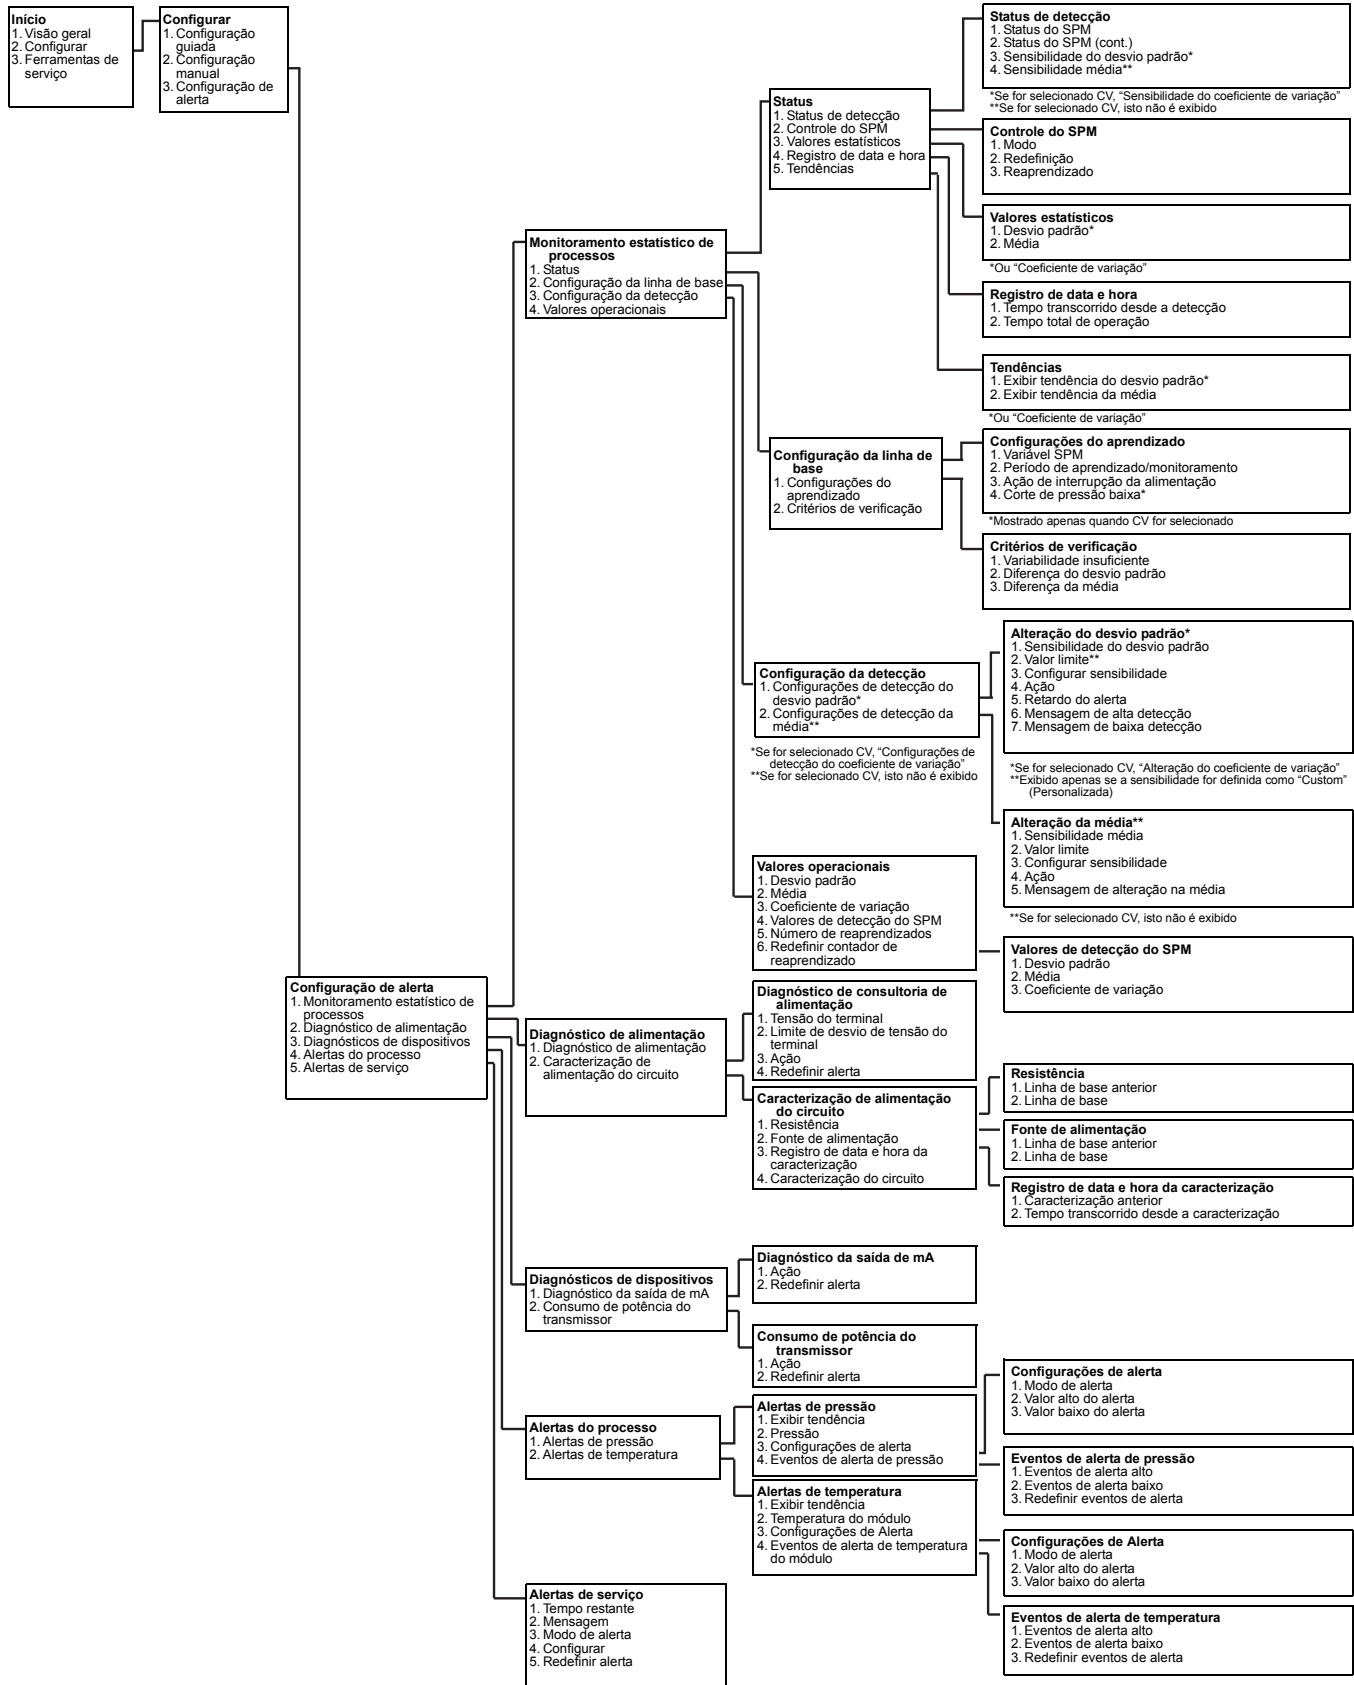 Início
1. Visão geral
2. Configurar
3. Ferramentas de
serviço
Configurar
1. Configuração
guiada
2. Configuração
manual
3. Configuração de
alerta
Configuração de alerta
1. Monitoramento estatístico de
processos
2. Diagnóstico de alimentação
3. Diagnósticos de dispositivos
4. Alertas do processo
5. Alertas de serviço
Monitoramento estatístico de
processos
1. Status
2. Configuração da linha de base
3. Configuração da detecção
4. Valores operacionais
Status
1. Status de detecção
2. Controle do SPM
3. Valores estatísticos
4. Registro de data e hora
5. Tendências
Status de detecção
1. Status do SPM
2. Status do SPM (cont.)
3. Sensibilidade do desvio padrão*
4. Sensibilidade média**
*Se for selecionado CV, “Sensibilidade do coeficiente de variação”
**Se for selecionado CV, isto não é exibido
Controle do SPM
1. Modo
2. Redefinição
3. Reaprendizado
Valores estatísticos
1. Desvio padrão*
2. Média
*Ou “Coeficiente de variação”
Registro de data e hora
1. Tempo transcorrido desde a detecção
2. Tempo total de operação
Tendências
1. Exibir tendência do desvio padrão*
2. Exibir tendência da média
*Ou “Coeficiente de variação”
Configuração da linha de
base
1. Configurações do
aprendizado
2. Critérios de verificação
Configurações do aprendizado
1. Variável SPM
2. Período de aprendizado/monitoramento
3. Ação de interrupção da alimentação
4. Corte de pressão baixa*
*Mostrado apenas quando CV for selecionado
Critérios de verificação
1. Variabilidade insuficiente
2. Diferença do desvio padrão
3. Diferença da média
Configuração da detecção
1. Configurações de detecção do
desvio padrão*
2. Configurações de detecção da
média**
*Se for selecionado CV, “Configurações de
detecção do coeficiente de variação”
**Se for selecionado CV, isto não é exibido
Alteração do desvio padrão*
1. Sensibilidade do desvio padrão
2. Valor limite**
3. Configurar sensibilidade
4. Ação
5. Retardo do alerta
6. Mensagem de alta detecção
7. Mensagem de baixa detecção
*Se for selecionado CV, “Alteração do coeficiente de variação”
**Exibido apenas se a sensibilidade for definida como “Custom”
(Personalizada)
Alteração da média**
1. Sensibilidade média
2. Valor limite
3. Configurar sensibilidade
4. Ação
5. Mensagem de alteração na média
**Se for selecionado CV, isto não é exibido
Valores operacionais
1. Desvio padrão
2. Média
3. Coeficiente de variação
4. Valores de detecção do SPM
5. Número de reaprendizados
6. Redefinir contador de
reaprendizado
Valores de detecção do SPM
1. Desvio padrão
2. Média
3. Coeficiente de variação
Diagnóstico de alimentação
1. Diagnóstico de alimentação
2. Caracterização de
alimentação do circuito
Diagnóstico de consultoria de
alimentação
1. Tensão do terminal
2. Limite de desvio de tensão do
terminal
3. Ação
4. Redefinir alerta
Caracterização de alimentação
do circuito
1. Resistência
2. Fonte de alimentação
3. Registro de data e hora da
caracterização
4. Caracterização do circuito
Resistência
1. Linha de base anterior
2. Linha de base
Fonte de alimentação
1. Linha de base anterior
2. Linha de base
Registro de data e hora da caracterização
1. Caracterização anterior
2. Tempo transcorrido desde a caracterização
Diagnósticos de dispositivos
1. Diagnóstico da saída de mA
2. Consumo de potência do
transmissor
Diagnóstico da saída de mA
1. Ação
2. Redefinir alerta
Consumo de potência do
transmissor
1. Ação
2. Redefinir alerta
Alertas do processo
1. Alertas de pressão
2. Alertas de temperatura
Alertas de pressão
1. Exibir tendência
2. Pressão
3. Configurações de alerta
4. Eventos de alerta de pressão
Configurações de alerta
1. Modo de alerta
2. Valor alto do alerta
3. Valor baixo do alerta
Eventos de alerta de pressão
1. Eventos de alerta alto
2. Eventos de alerta baixo
3. Redefinir eventos de alerta
Alertas de temperatura
1. Exibir tendência
2. Temperatura do módulo
3. Configurações de Alerta
4. Eventos de alerta de temperatura
do módulo
Configurações de Alerta
1. Modo de alerta
2. Valor alto do alerta
3. Valor baixo do alerta
Eventos de alerta de temperatura
1. Eventos de alerta alto
2. Eventos de alerta baixo
3. Redefinir eventos de alerta
Alertas de serviço
1. Tempo restante
2. Mensagem
3. Modo de alerta
4. Configurar
5. Redefinir alerta